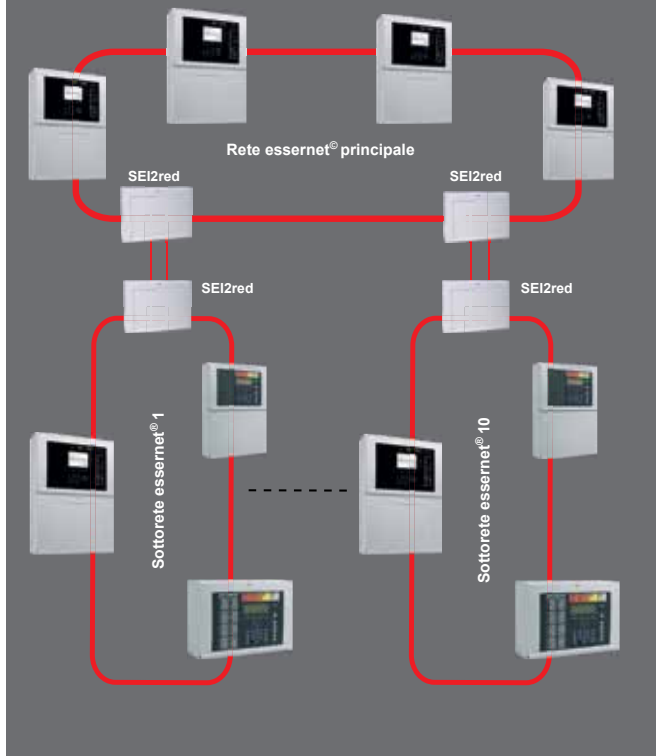 Rete essernet© principale
SEI2red
SEI2red
SEI2red
SEI2red
Sottorete essernet® 1
Sottorete essernet® 10